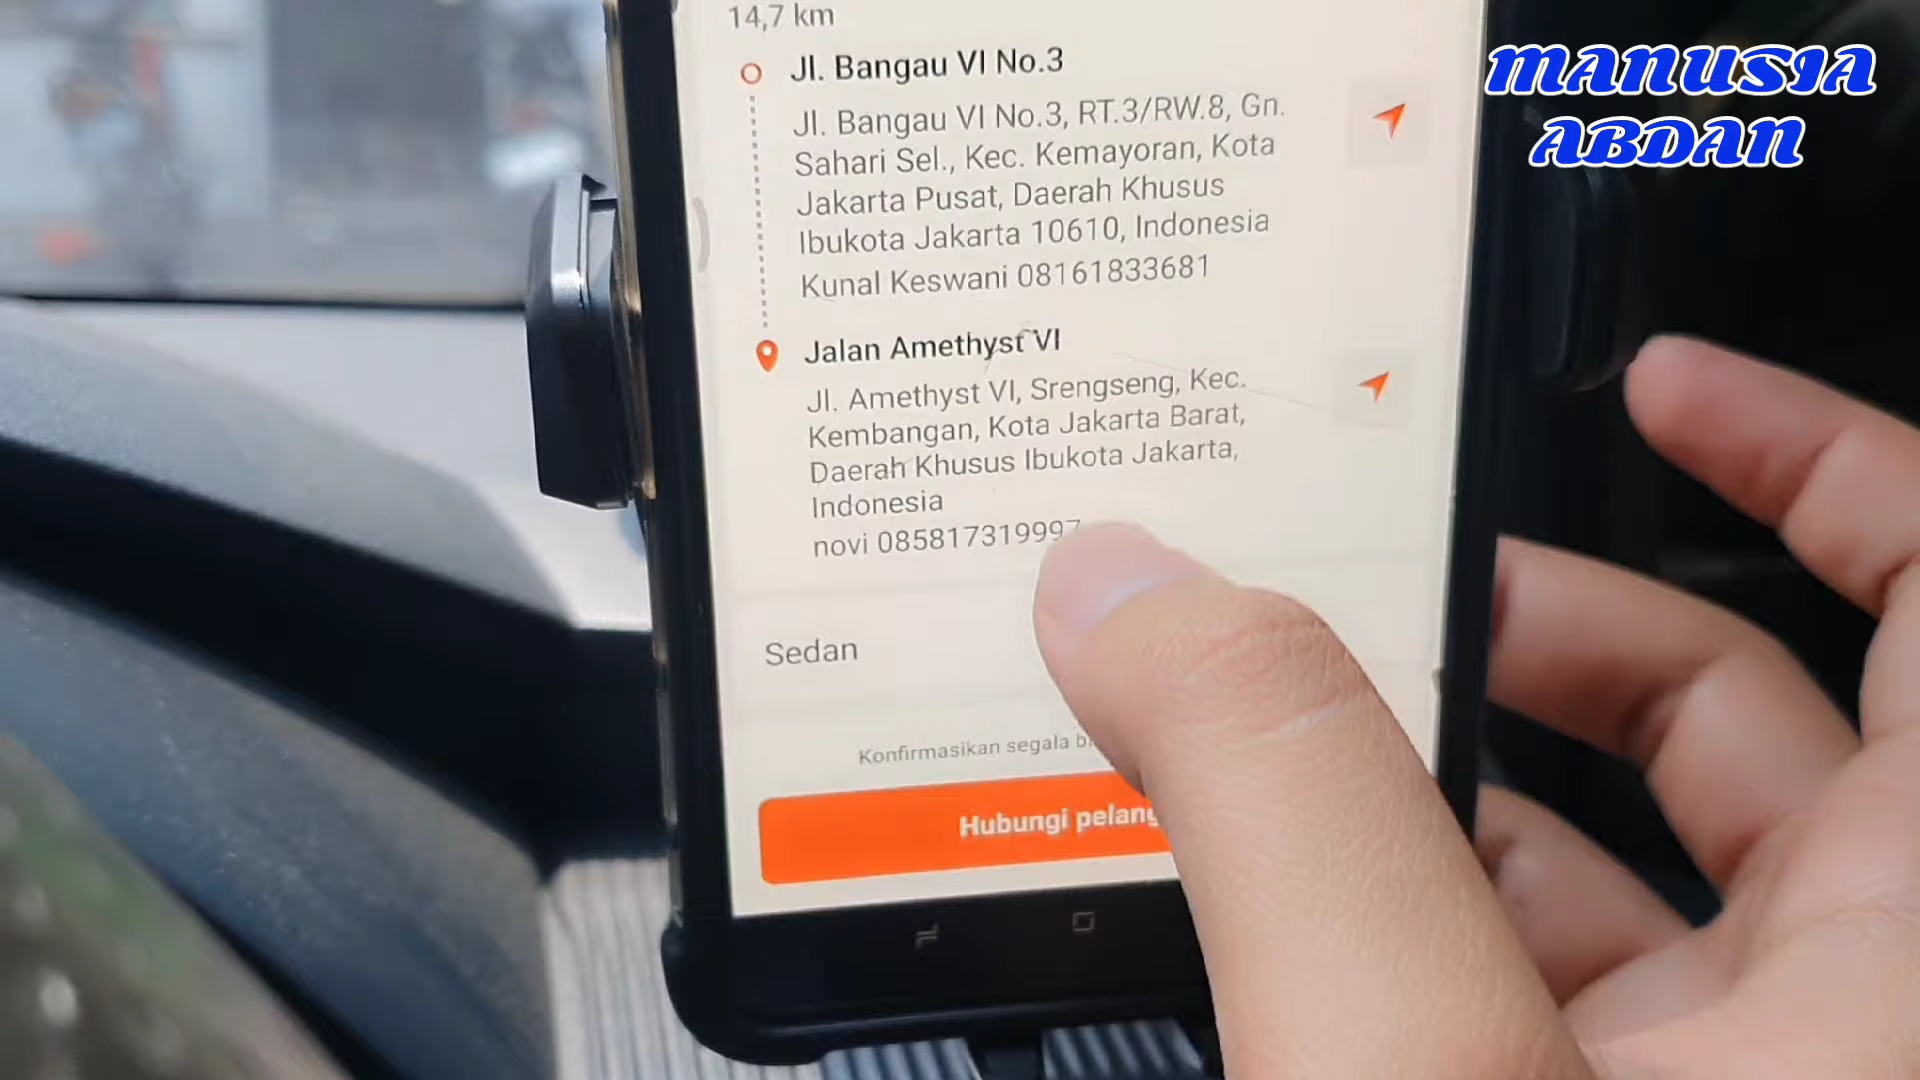 14,7 km
Jl. Bangau VI No.3
Jl. Bangau VI No.3, RT.3/RW.8, Gn.
Sahari Sel., Kec. Kemayoran, Kota
Jakarta Pusat, Daerah Khusus
Ibukota Jakarta 10610, Indonesia
Kunal Keswani 08161833681
Jalan Amethyst VI
Jl. Amethyst VI, Srengseng, Kec.
Kembangan, Kota Jakarta Barat,
Daerah Khusus Ibukota Jakarta,
Indonesia
novi 085817319997
Sedan
Konfirmasikan segala
Hubungi
MANUSIA
ABDAN